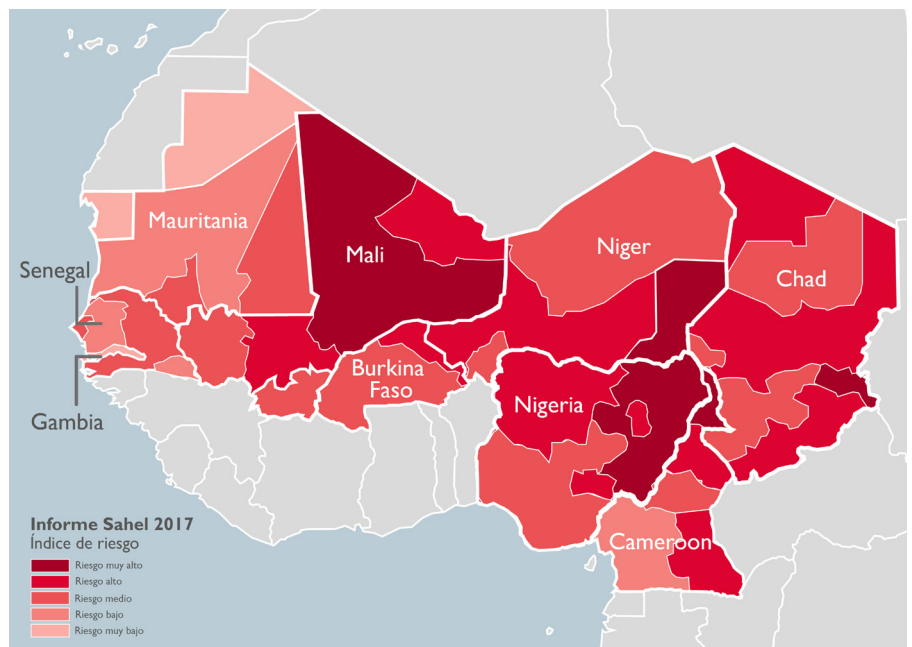 Mauritania
Mali
Niger
Chad
Senegal
Burkina
Faso
Nigeria
Gambia
Cameroon
Informe Sahel 2017
Índice de riesgo
Riesgo muy alto
Riesgo alto
Riesgo medio
Riesgo bajo
Riesgo muy bajo